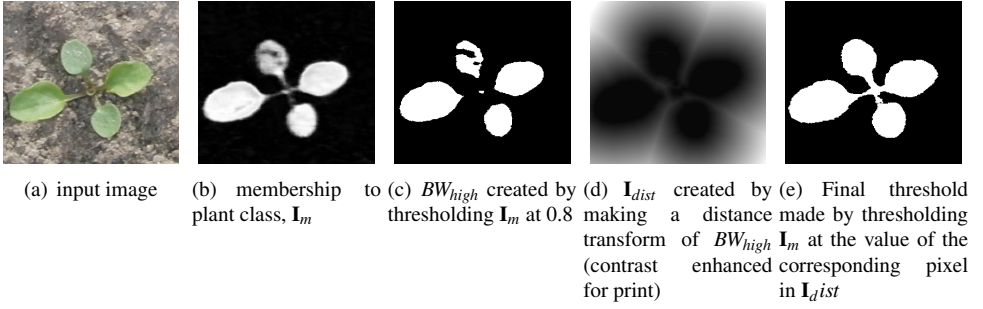 (a) input image
(b) membership to plant class, I_m
(c) BW_high created by thresholding I_m at 0.8
(d) I_dist created by making a distance transform of BW_high (contrast enhanced for print)
(e) Final threshold made by thresholding I_m at the value of the corresponding pixel in I_dist